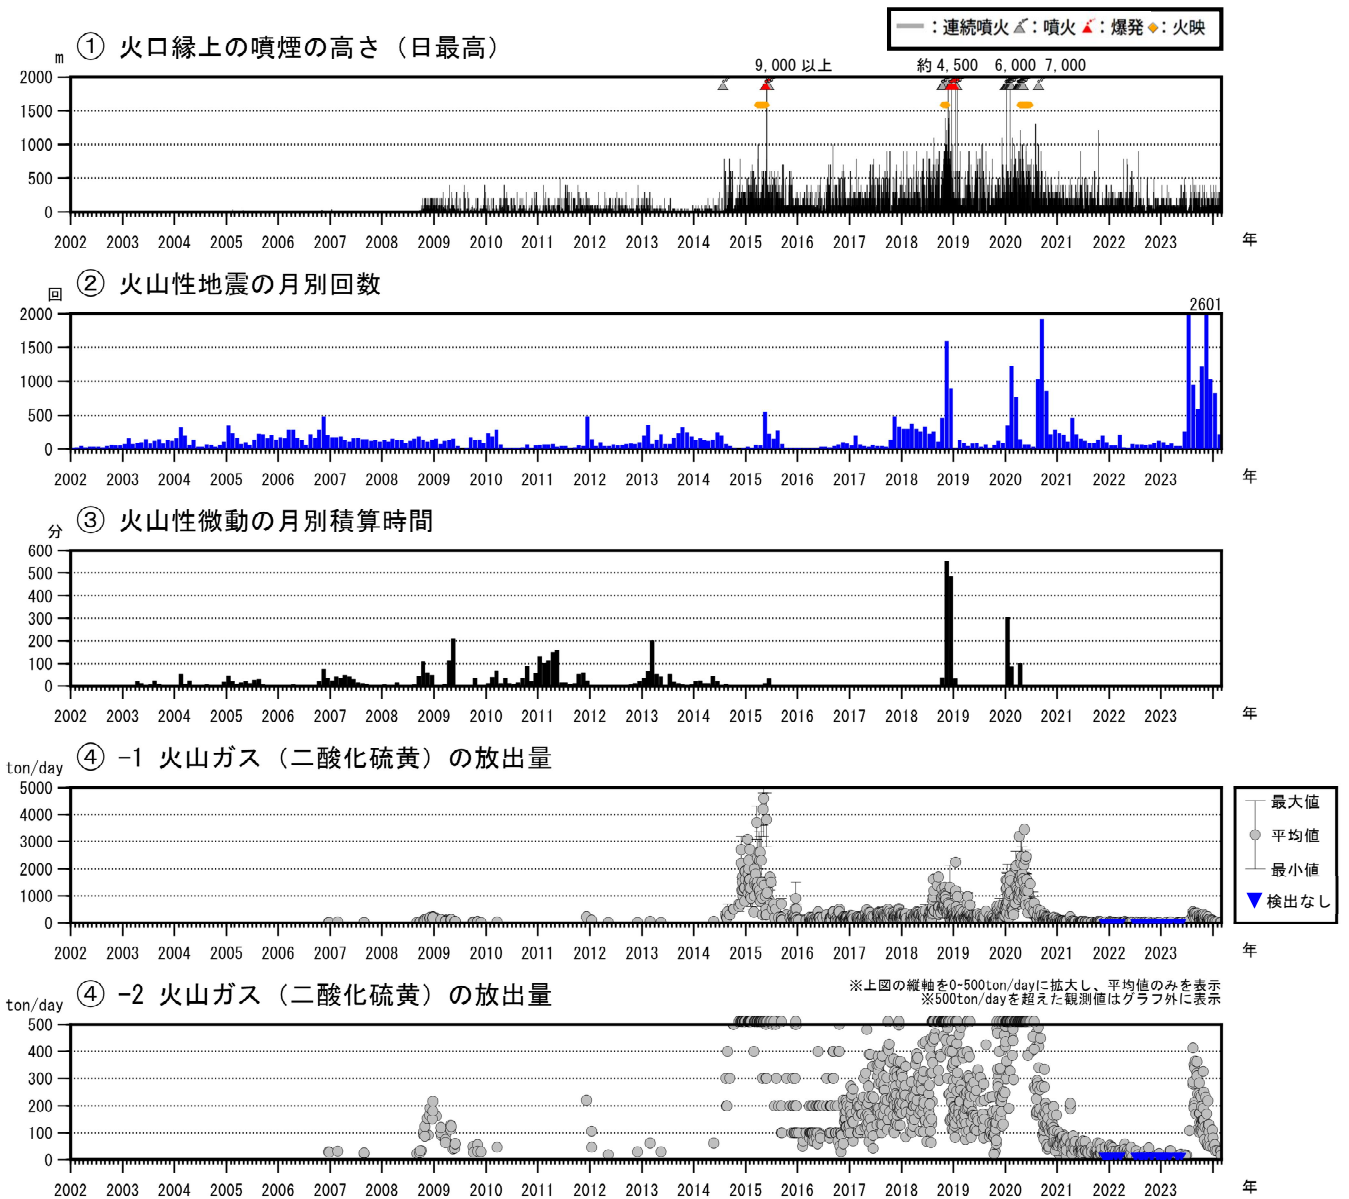 ：連続噴火 ：噴火 ：爆発 ：火映
① 火口縁上の噴煙の高さ（日最高）
m
9,000 以上 約 4,500 6,000 7,000
2000
1500
1000
500
0
2002 2003 2004 2005 2006 2007 2008 2009 2010 2011 2012 2013 2014 2015 2016 2017 2018 2019 2020 2021 2022 2023 年
② 火山性地震の月別回数
回
2601
2000
1500
1000
500
0
2002 2003 2004 2005 2006 2007 2008 2009 2010 2011 2012 2013 2014 2015 2016 2017 2018 2019 2020 2021 2022 2023 年
③ 火山性微動の月別積算時間
分
600
500
400
300
200
100
0
2002 2003 2004 2005 2006 2007 2008 2009 2010 2011 2012 2013 2014 2015 2016 2017 2018 2019 2020 2021 2022 2023 年
④ -1 火山ガス（二酸化硫黄）の放出量
ton/day
5000
4000
3000
2000
1000
0
最大値
平均値
最小値
検出なし
2002 2003 2004 2005 2006 2007 2008 2009 2010 2011 2012 2013 2014 2015 2016 2017 2018 2019 2020 2021 2022 2023 年
④ -2 火山ガス（二酸化硫黄）の放出量
※上図の縦軸を0~500ton/dayに拡大し、平均値のみを表示
※500ton/dayを超えた観測値はグラフ外に表示
ton/day
500
400
300
200
100
0
2002 2003 2004 2005 2006 2007 2008 2009 2010 2011 2012 2013 2014 2015 2016 2017 2018 2019 2020 2021 2022 2023 年